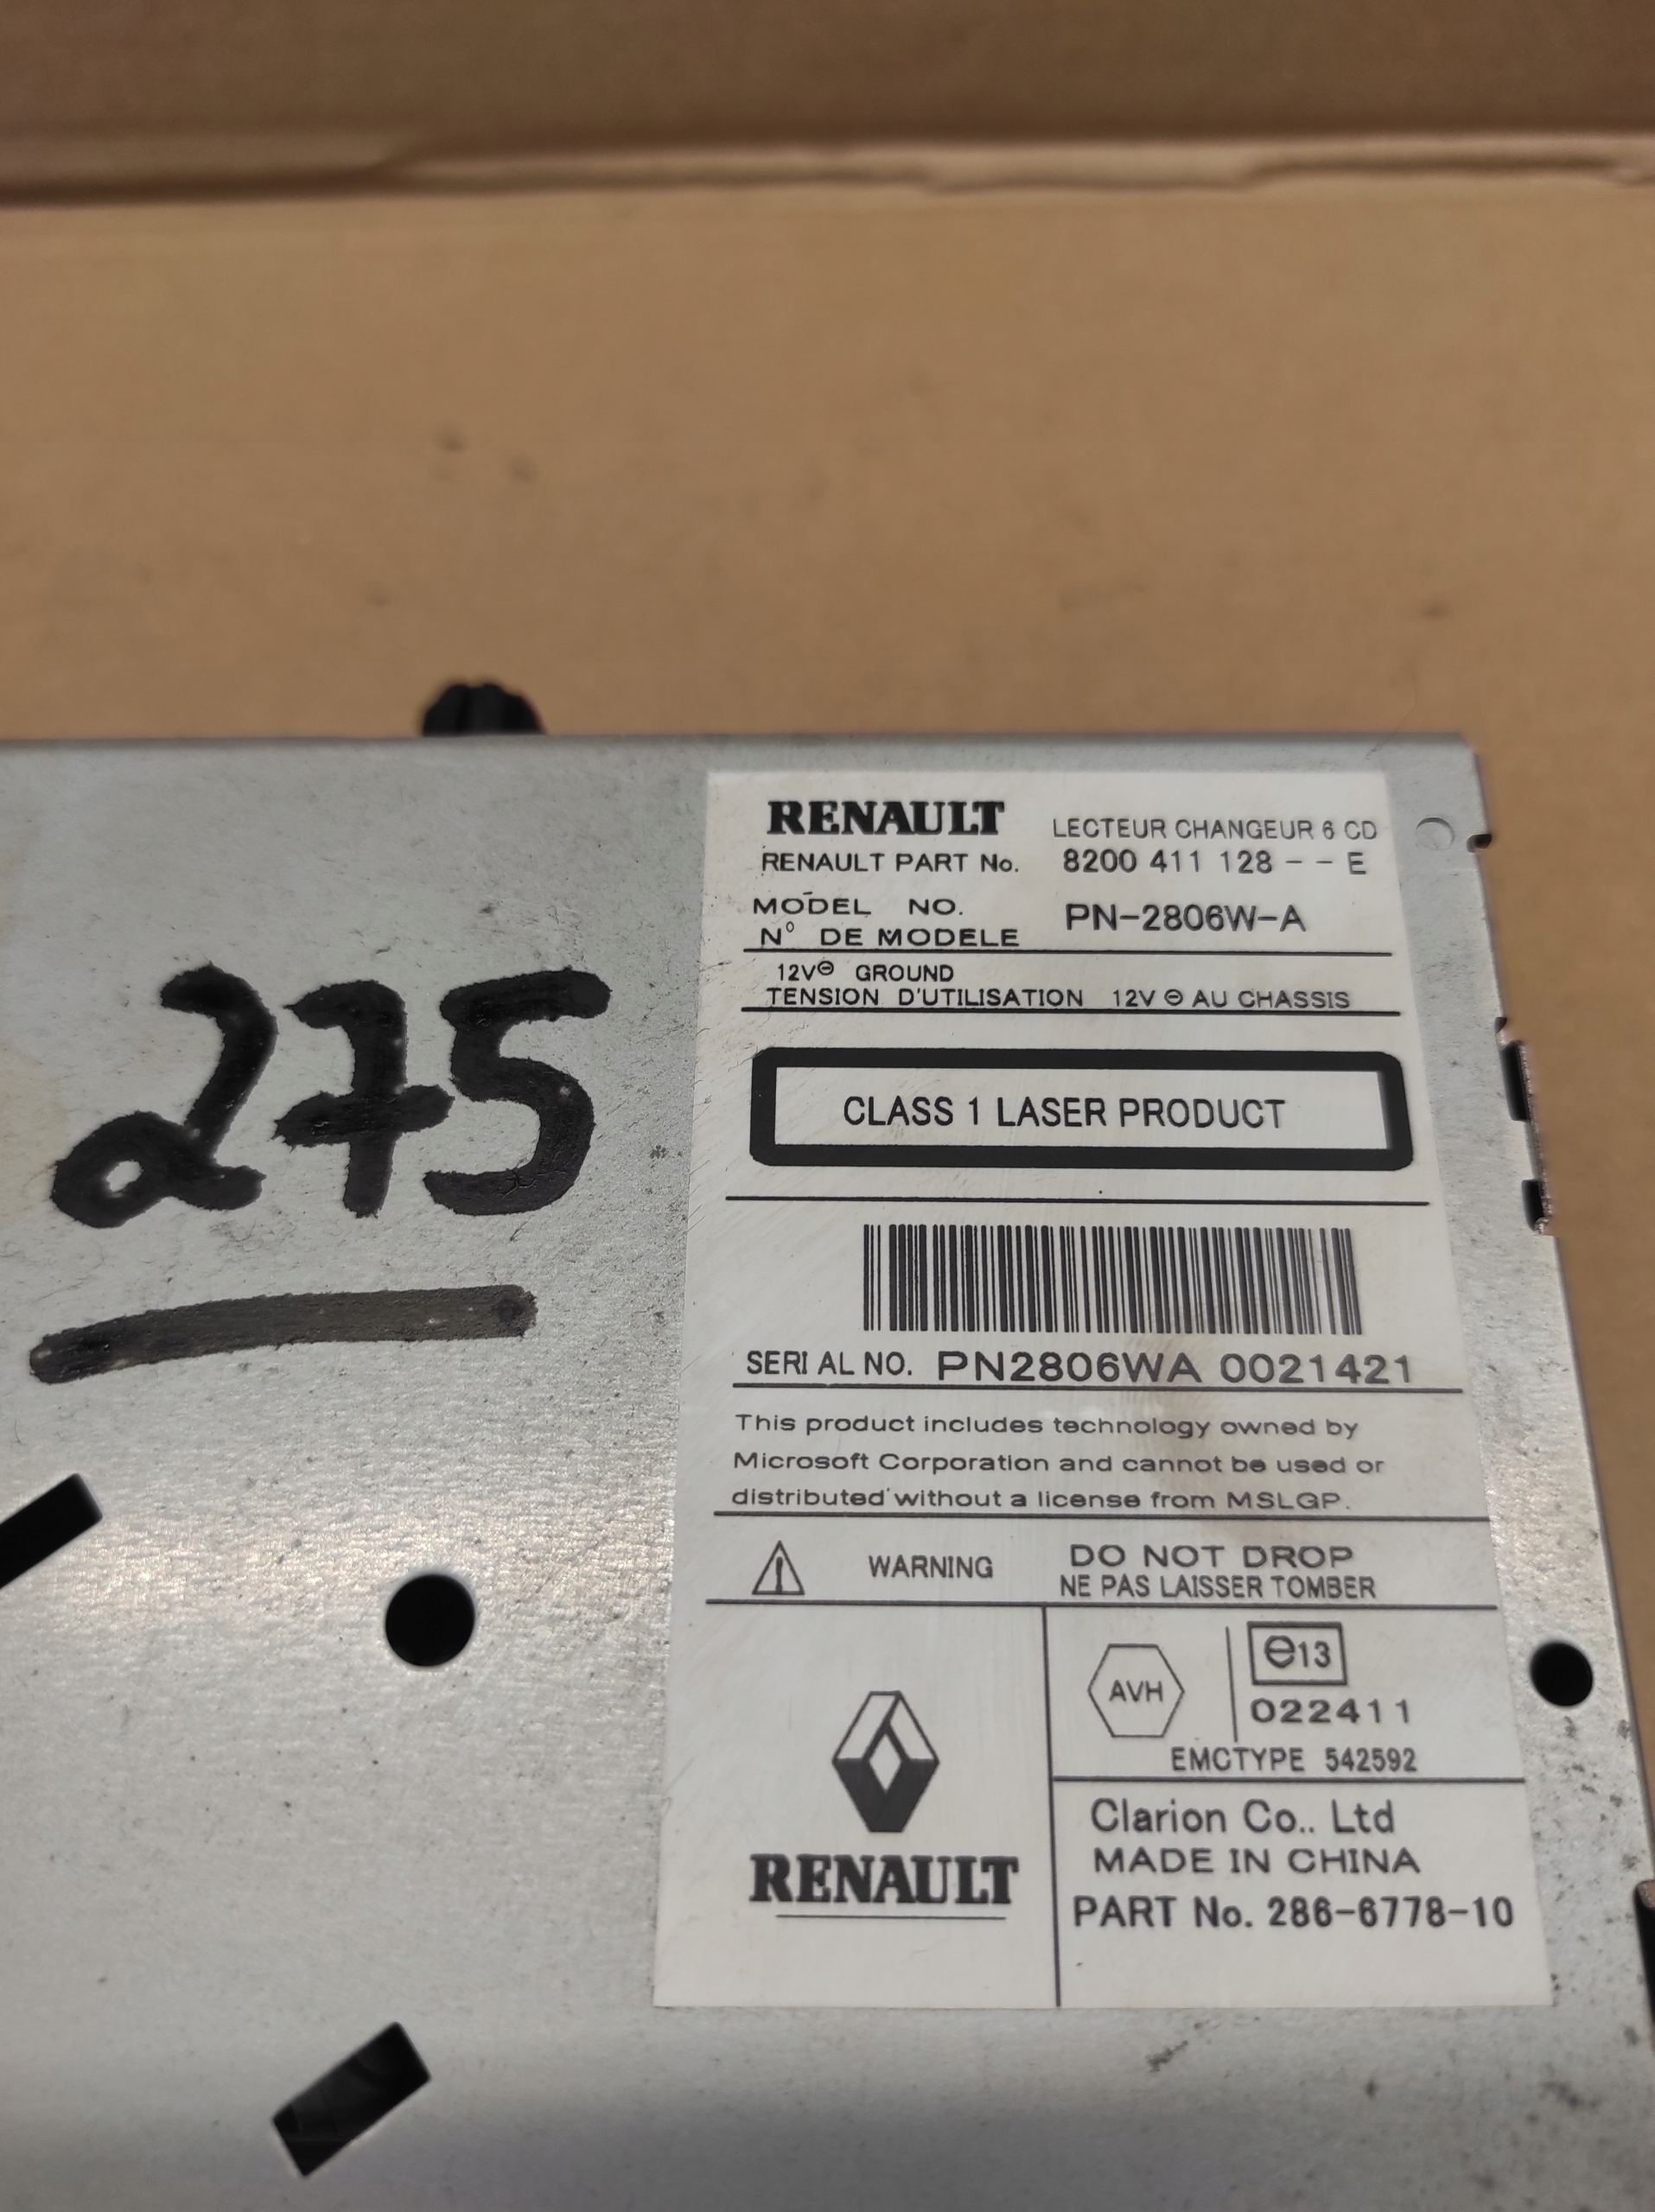 275
RENAULT LECTEUR CHANGEUR 6 CD
RENAULT PART No. 8200 411 128 - - E
MODEL NO. PN-2806W-A
N° DE MODELE
12V⊖ GROUND
TENSION D'UTILISATION 12V ⊖ AU CHASSIS
CLASS 1 LASER PRODUCT
SERIAL NO. PN2806WA 0021421
This product includes technology owned by
Microsoft Corporation and cannot be used or
distributed without a license from MSLGP.
WARNING DO NOT DROP
NE PAS LAISSER TOMBER
AVH e13
022411
EMCTYPE 542592
RENAULT
Clarion Co.. Ltd
MADE IN CHINA
PART No. 286-6778-10